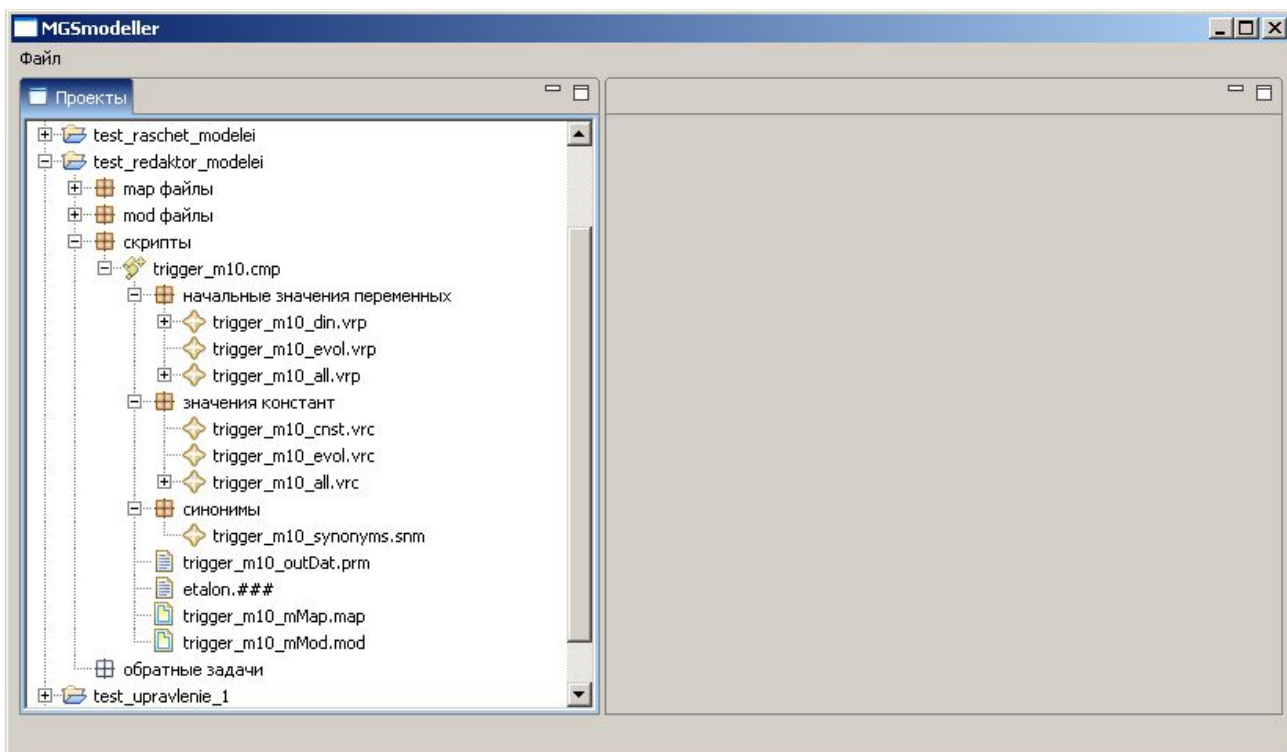 MGSmodeller
Файл
Проекты
test_raschet_modelei
test_redaktor_modelei
map файлы
mod файлы
скрипты
trigger_m10.cmp
начальные значения переменных
trigger_m10_din.vrp
trigger_m10_evol.vrp
trigger_m10_all.vrp
значения констант
trigger_m10_cnst.vrc
trigger_m10_evol.vrc
trigger_m10_all.vrc
синонимы
trigger_m10_synonyms.snm
trigger_m10_outDat.prm
etalon.###
trigger_m10_mMap.map
trigger_m10_mMod.mod
обратные задачи
test_upravlenie_1